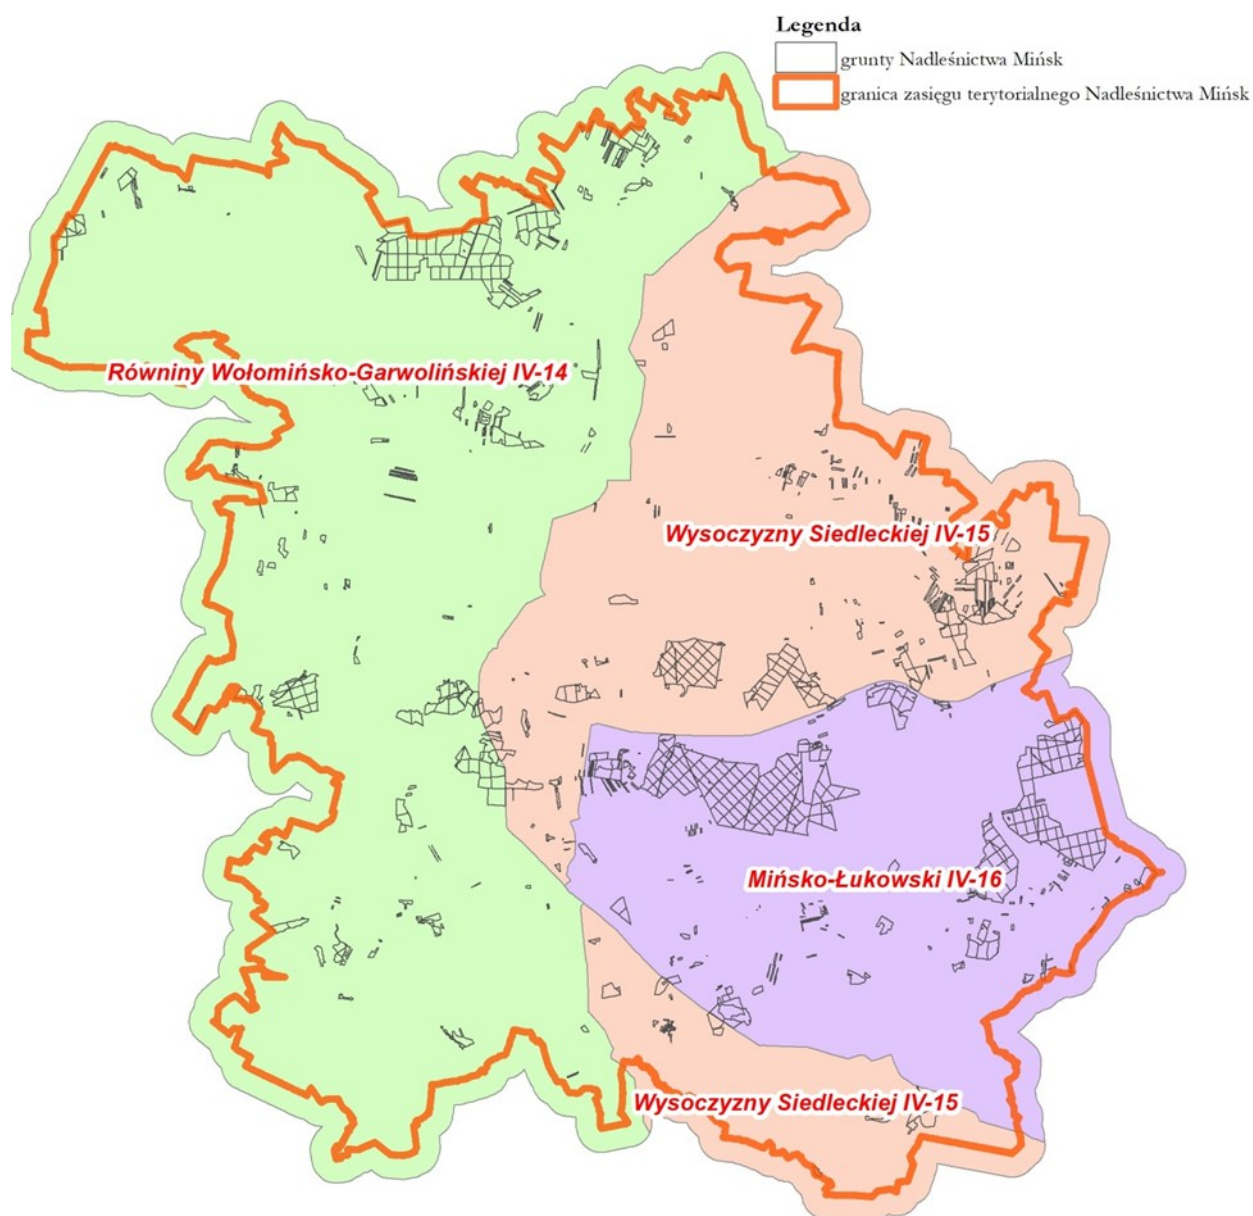 Legenda
grunty Nadleśnictwa Mińsk
granica zasięgu terytorialnego Nadleśnictwa Mińsk
Równiny Wołomińsko-Garwolińskiej IV-14
Wysoczyzny Siedleckiej IV-15
Mińsko-Łukowski IV-16
Wysoczyzny Siedleckiej IV-15